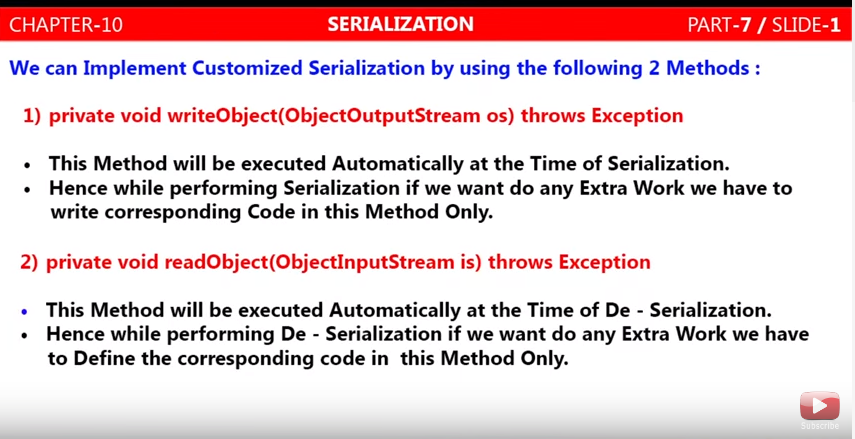 CHAPTER-10 SERIALIZATION PART-7 / SLIDE-1
We can Implement Customized Serialization by using the following 2 Methods :
1) private void writeObject(ObjectOutputStream os) throws Exception
• This Method will be executed Automatically at the Time of Serialization.
• Hence while performing Serialization if we want do any Extra Work we have to
write corresponding Code in this Method Only.
2) private void readObject(ObjectInputStream is) throws Exception
• This Method will be executed Automatically at the Time of De - Serialization.
• Hence while performing De - Serialization if we want do any Extra Work we have
to Define the corresponding code in this Method Only.
Subscribe